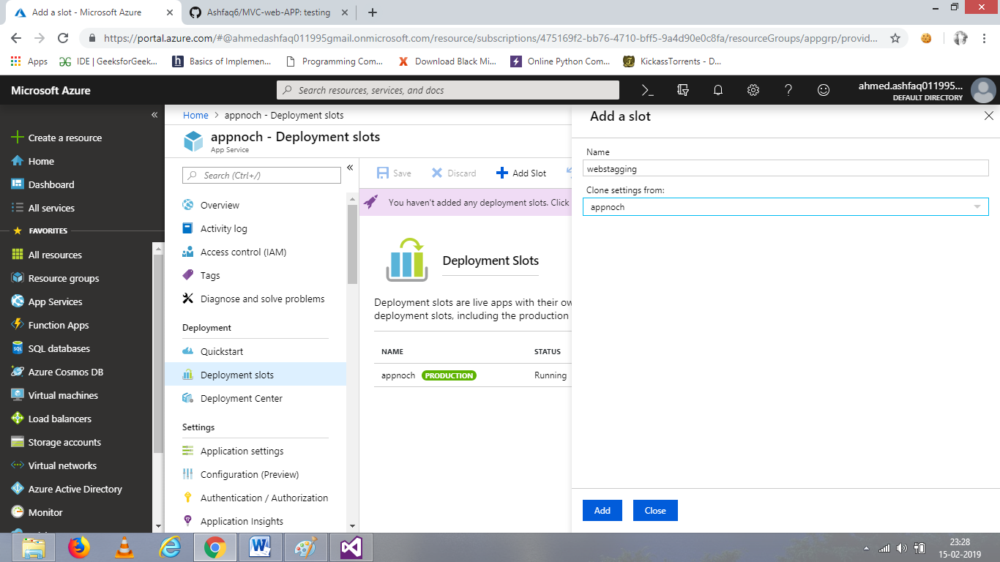 Add a slot - Microsoft Azure
Ashfaq6/MVC-web-APP: testing
https://portal.azure.com/#@ahmedashfaq011995gmail.onmicrosoft.com/resource/subscriptions/475169f2-bb76-4710-bff5-9a4d90e0c8fa/resourceGroups/appgrp/provid...
Apps
IDE | GeeksforGeek...
Basics of Implemen...
Programming Com...
Download Black Mi...
Online Python Com...
KickassTorrents - D...
Microsoft Azure
Search resources, services, and docs
ahmed.ashfaq011995...
DEFAULT DIRECTORY
Create a resource
Home
Dashboard
All services
FAVORITES
All resources
Resource groups
App Services
Function Apps
SQL databases
Azure Cosmos DB
Virtual machines
Load balancers
Storage accounts
Virtual networks
Azure Active Directory
Monitor
Home > appnoch - Deployment slots
appnoch - Deployment slots
App Service
Search (Ctrl+/)
Overview
Activity log
Access control (IAM)
Tags
Diagnose and solve problems
Deployment
Quickstart
Deployment slots
Deployment Center
Settings
Application settings
Configuration (Preview)
Authentication / Authorization
Application Insights
Save
Discard
Add Slot
You haven't added any deployment slots. Click
Deployment Slots
Deployment slots are live apps with their ow
deployment slots, including the production
NAME
STATUS
appnoch
PRODUCTION
Running
Add a slot
Name
webstagging
Clone settings from:
appnoch
Add
Close
23:28
15-02-2019